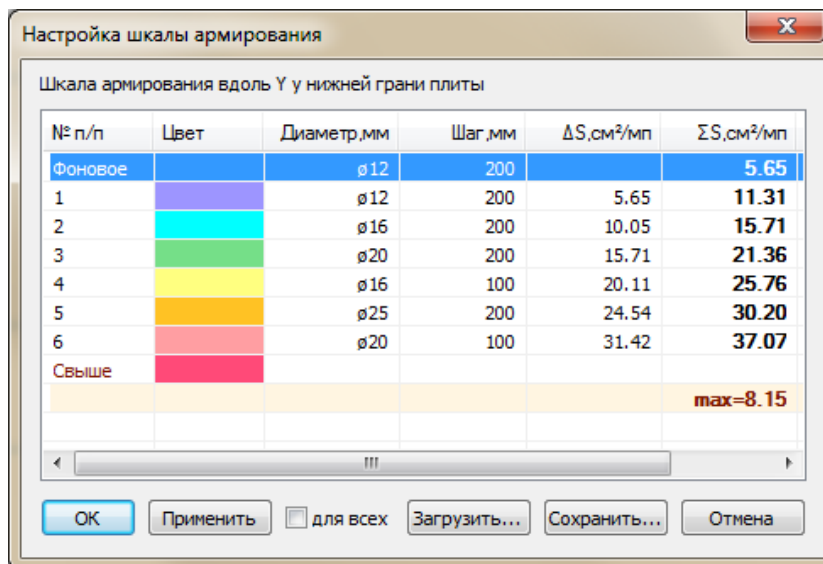 Настройка шкалы армирования
Шкала армирования вдоль Y у нижней грани плиты
№ п/п Цвет Диаметр,мм Шаг,мм ΔS,см²/мп ΣS,см²/мп
Фоновое ø12 200 5.65
1 ø12 200 5.65 11.31
2 ø16 200 10.05 15.71
3 ø20 200 15.71 21.36
4 ø16 100 20.11 25.76
5 ø25 200 24.54 30.20
6 ø20 100 31.42 37.07
Свыше
max=8.15
ОК Применить для всех Загрузить... Сохранить... Отмена